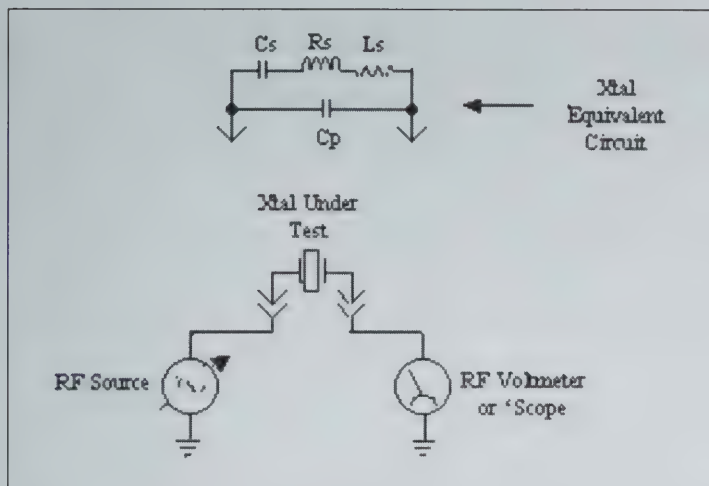 Cs Rs Ls
Cp
Xtal
Equivalent
Circuit
Xtal Under
Test
RF Source
RF Voltmeter
or 'Scope